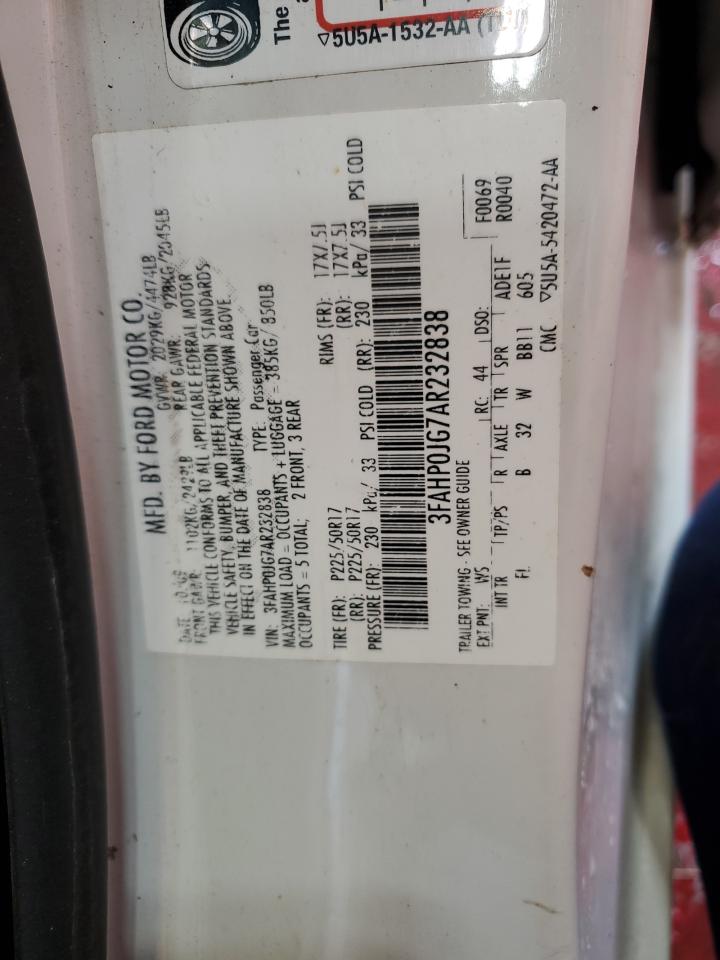 The
▽5U5A-1532-AA
MFD. BY FORD MOTOR CO.
GVWR: 2029KG/4474LB
FRONT GAWR: 1102KG/2429LB REAR GAWR: 928KG/2045LB
THIS VEHICLE CONFORMS TO ALL APPLICABLE FEDERAL MOTOR
VEHICLE SAFETY, BUMPER, AND THEFT PREVENTION STANDARDS
IN EFFECT ON THE DATE OF MANUFACTURE SHOWN ABOVE.
VIN: 3FAHP0JG7AR232838 TYPE: Passenger Car
MAXIMUM LOAD = OCCUPANTS + LUGGAGE = 385KG/ 850LB
OCCUPANTS = 5 TOTAL; 2 FRONT, 3 REAR
TIRE (FR): P225/50R17 RIMS (FR): 17X7.5J
(RR): P225/50R17 (RR): 17X7.5J
PRESSURE (FR): 230 kPa/ 33 PSI COLD (RR): 230 kPa/ 33 PSI COLD
3FAHP0JG7AR232838
TRAILER TOWING - SEE OWNER GUIDE
EXT PNT: WS RC: 44 DSO: F0069
INT TR TP/PS R AXLE TR SPR ADE1F R0040
FL B 32 W BB11 605
CMC ▽5U5A-5420472-AA